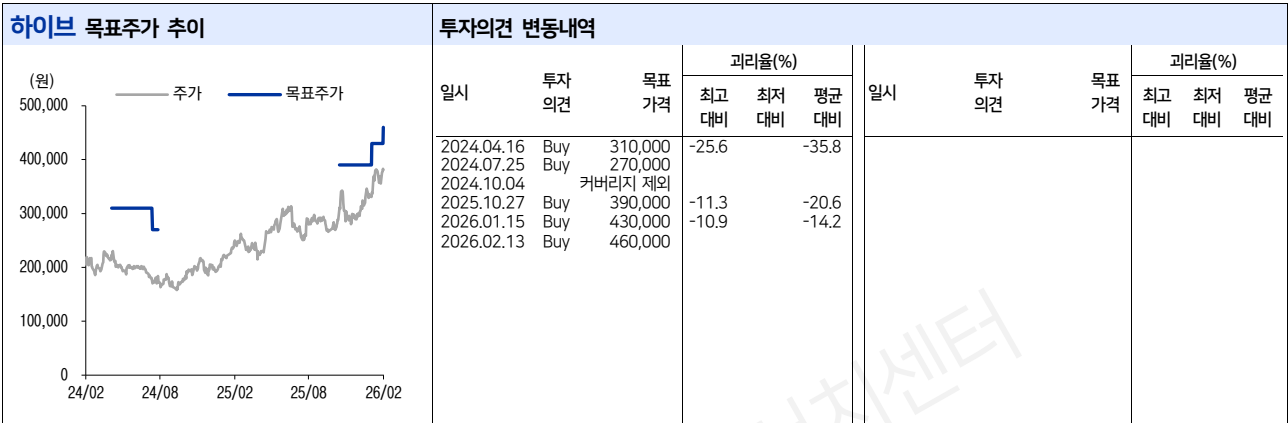 하이브 목표주가 추이
투자의견 변동내역
(원)
주가
목표주가
500,000
400,000
300,000
200,000
100,000
0
24/02 24/08 25/02 25/08 26/02
일시 투자의견 목표가격 괴리율(%) 최고대비 최저대비 평균대비
2024.04.16 Buy 310,000 -25.6 -35.8
2024.07.25 Buy 270,000
2024.10.04 커버리지 제외
2025.10.27 Buy 390,000 -11.3 -20.6
2026.01.15 Buy 430,000 -10.9 -14.2
2026.02.13 Buy 460,000
일시 투자의견 목표가격 괴리율(%) 최고대비 최저대비 평균대비
센터